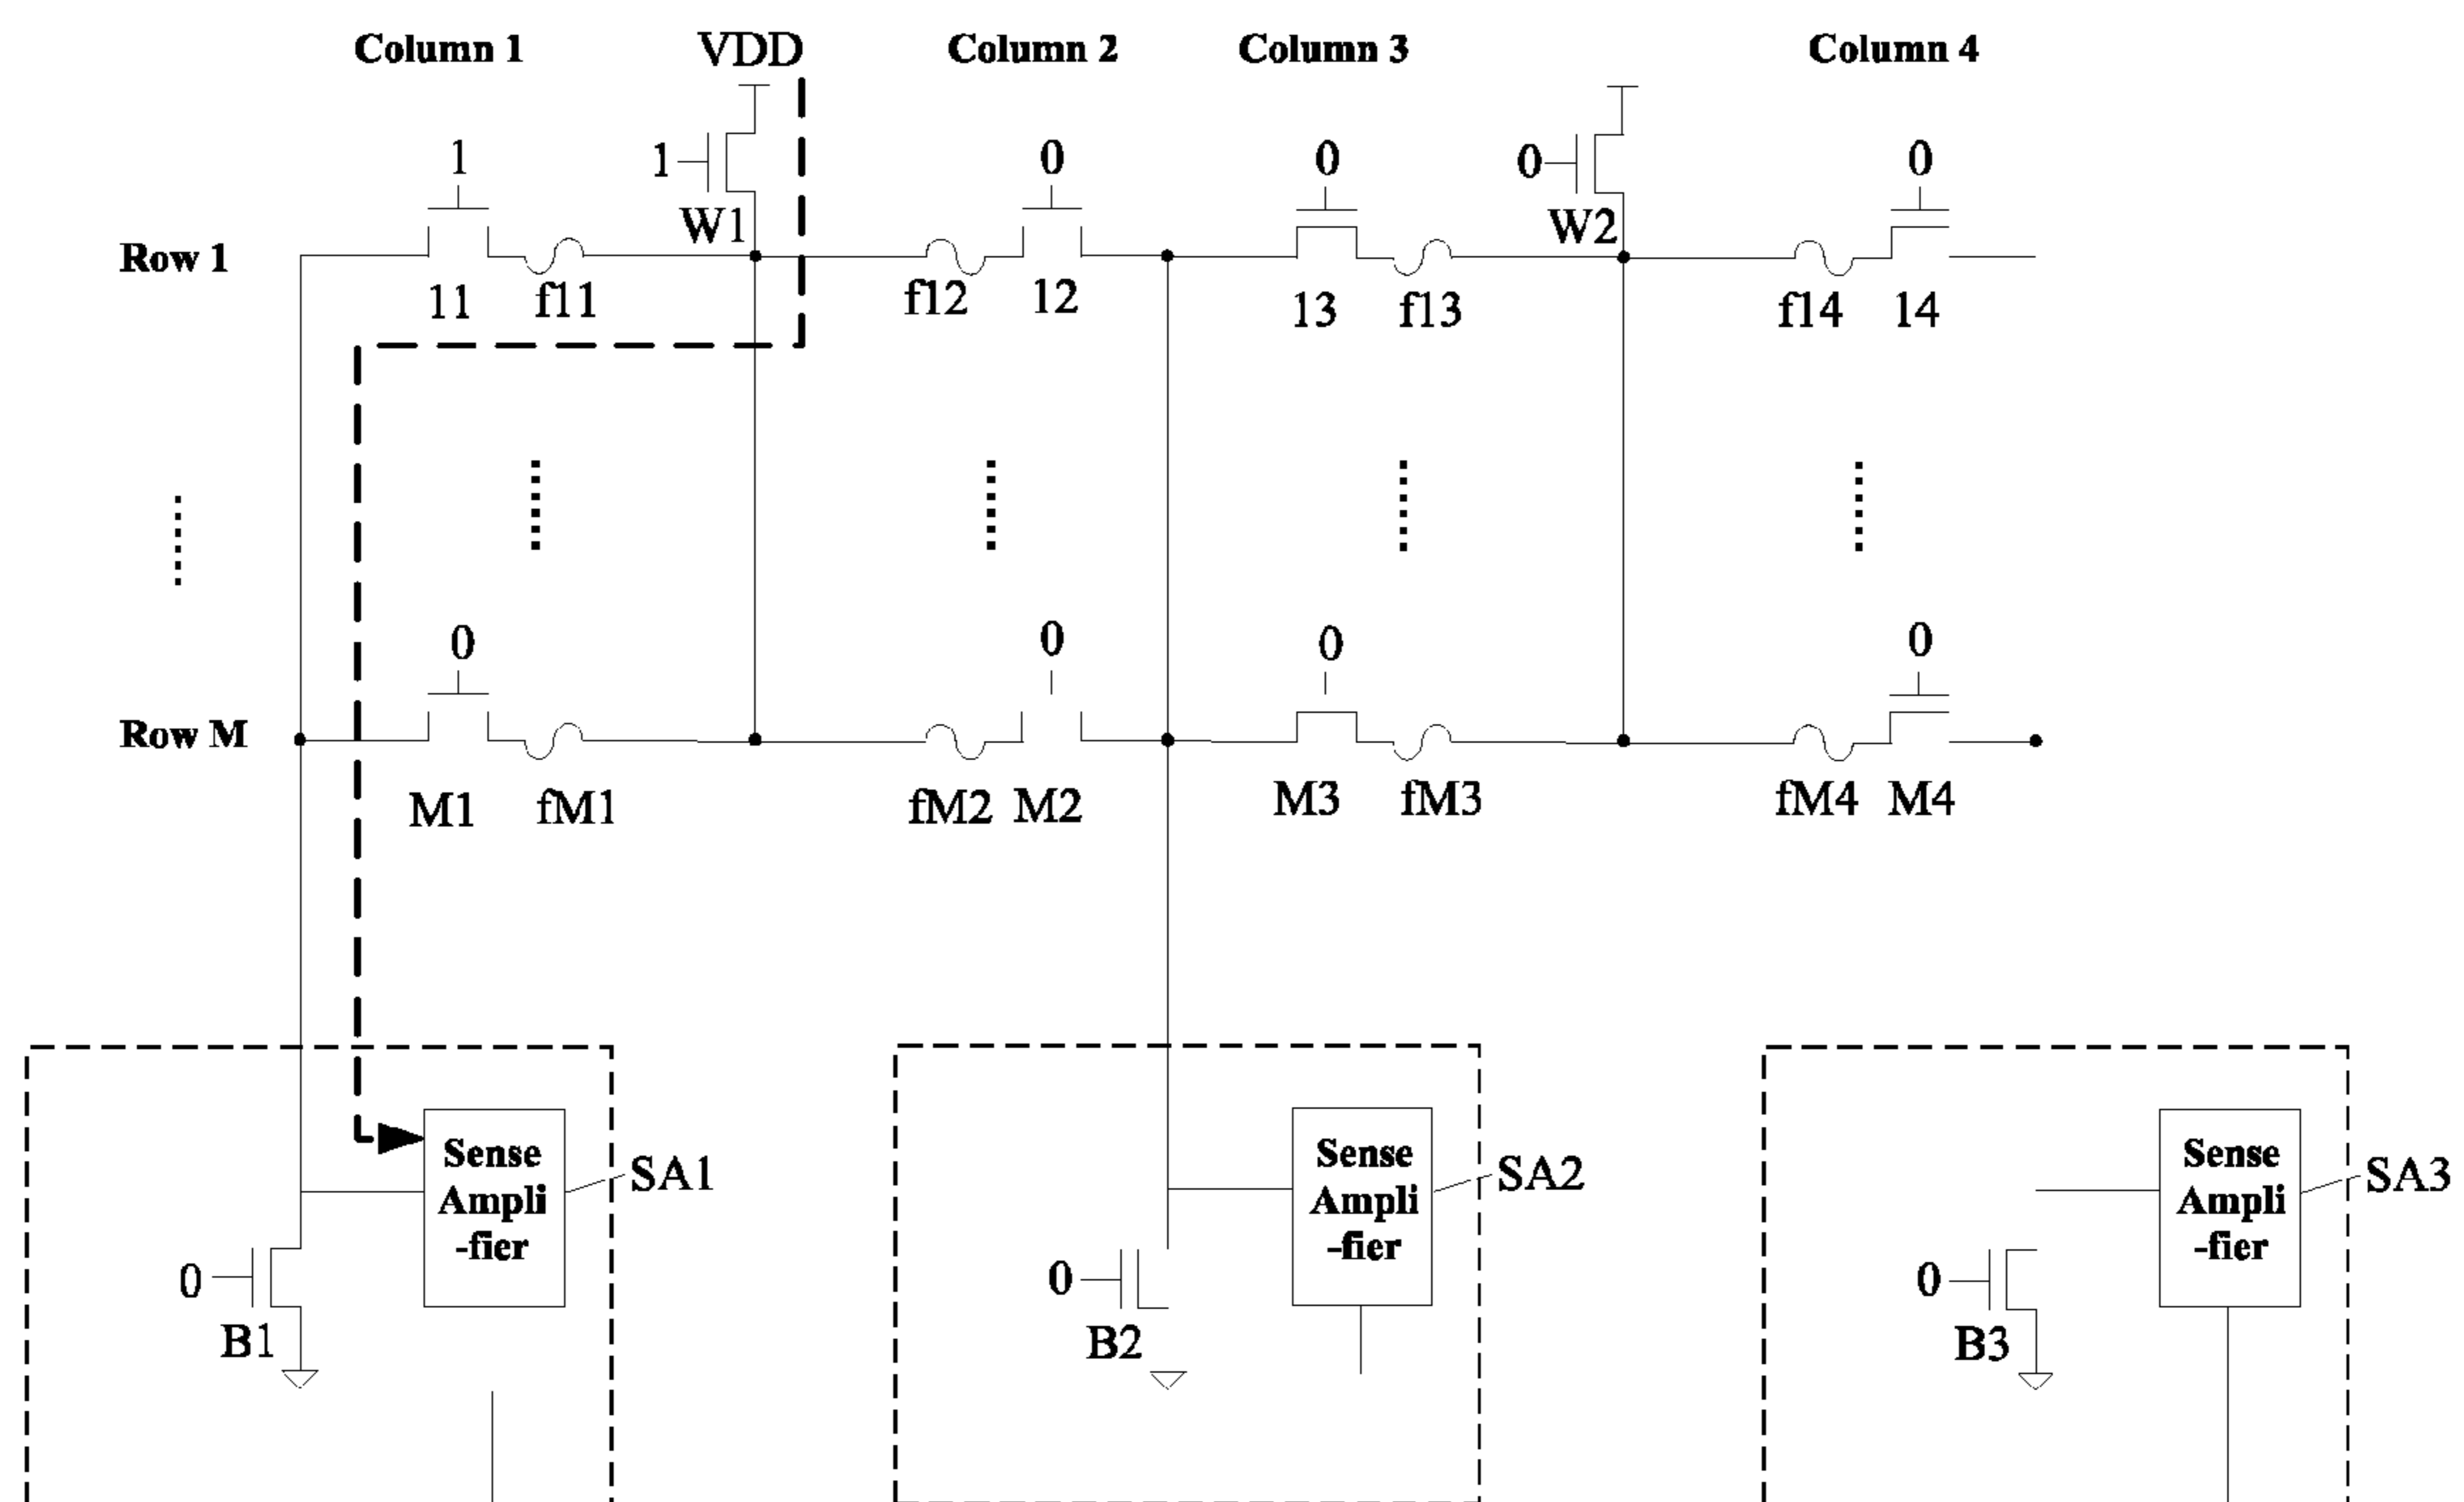 Column 1 VDD Column 2 Column 3 Column 4
1 1 0 0 0 0
W1 W2
Row 1
11 f11 f12 12 13 f13 f14 14
0 0 0 0
Row M
M1 fM1 fM2 M2 M3 fM3 fM4 M4
Sense Sense Sense
SA1 SA2 SA3
Ampli Ampli Ampli
-fier -fier -fier
0 0 0
B1 B2 B3